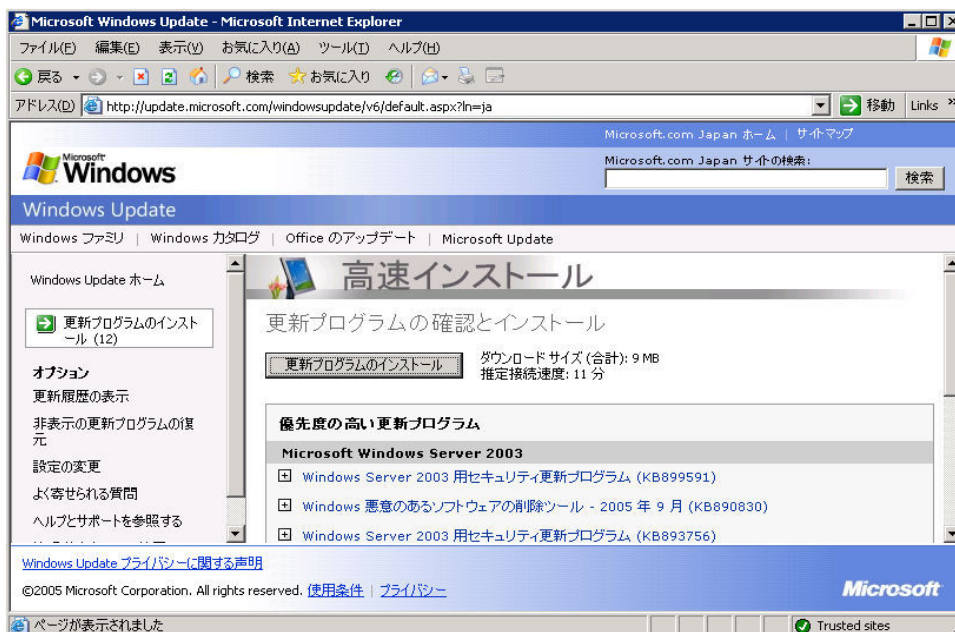 Microsoft Windows Update - Microsoft Internet Explorer
ファイル(F) 編集(E) 表示(V) お気に入り(A) ツール(T) ヘルプ(H)
戻る 検索 お気に入り
アドレス(D) http://update.microsoft.com/windowsupdate/v6/default.aspx?ln=ja 移動 Links »
Microsoft.com Japan ホーム | サイトマップ
Microsoft Windows
Microsoft.com Japan サイトの検索:
検索
Windows Update
Windows ファミリ | Windows カタログ | Office のアップデート | Microsoft Update
Windows Update ホーム
更新プログラムのインスト
ール (12)
オプション
更新履歴の表示
非表示の更新プログラムの復
元
設定の変更
よく寄せられる質問
ヘルプとサポートを参照する
高速インストール
更新プログラムの確認とインストール
更新プログラムのインストール
ダウンロード サイズ (合計): 9 MB
推定接続速度: 11 分
優先度の高い更新プログラム
Microsoft Windows Server 2003
Windows Server 2003 用セキュリティ更新プログラム (KB899591)
Windows 悪意のあるソフトウェアの削除ツール - 2005 年 9 月 (KB890830)
Windows Server 2003 用セキュリティ更新プログラム (KB893756)
Windows Update プライバシーに関する声明
©2005 Microsoft Corporation. All rights reserved. 使用条件 | プライバシー
Microsoft
ページが表示されました
Trusted sites